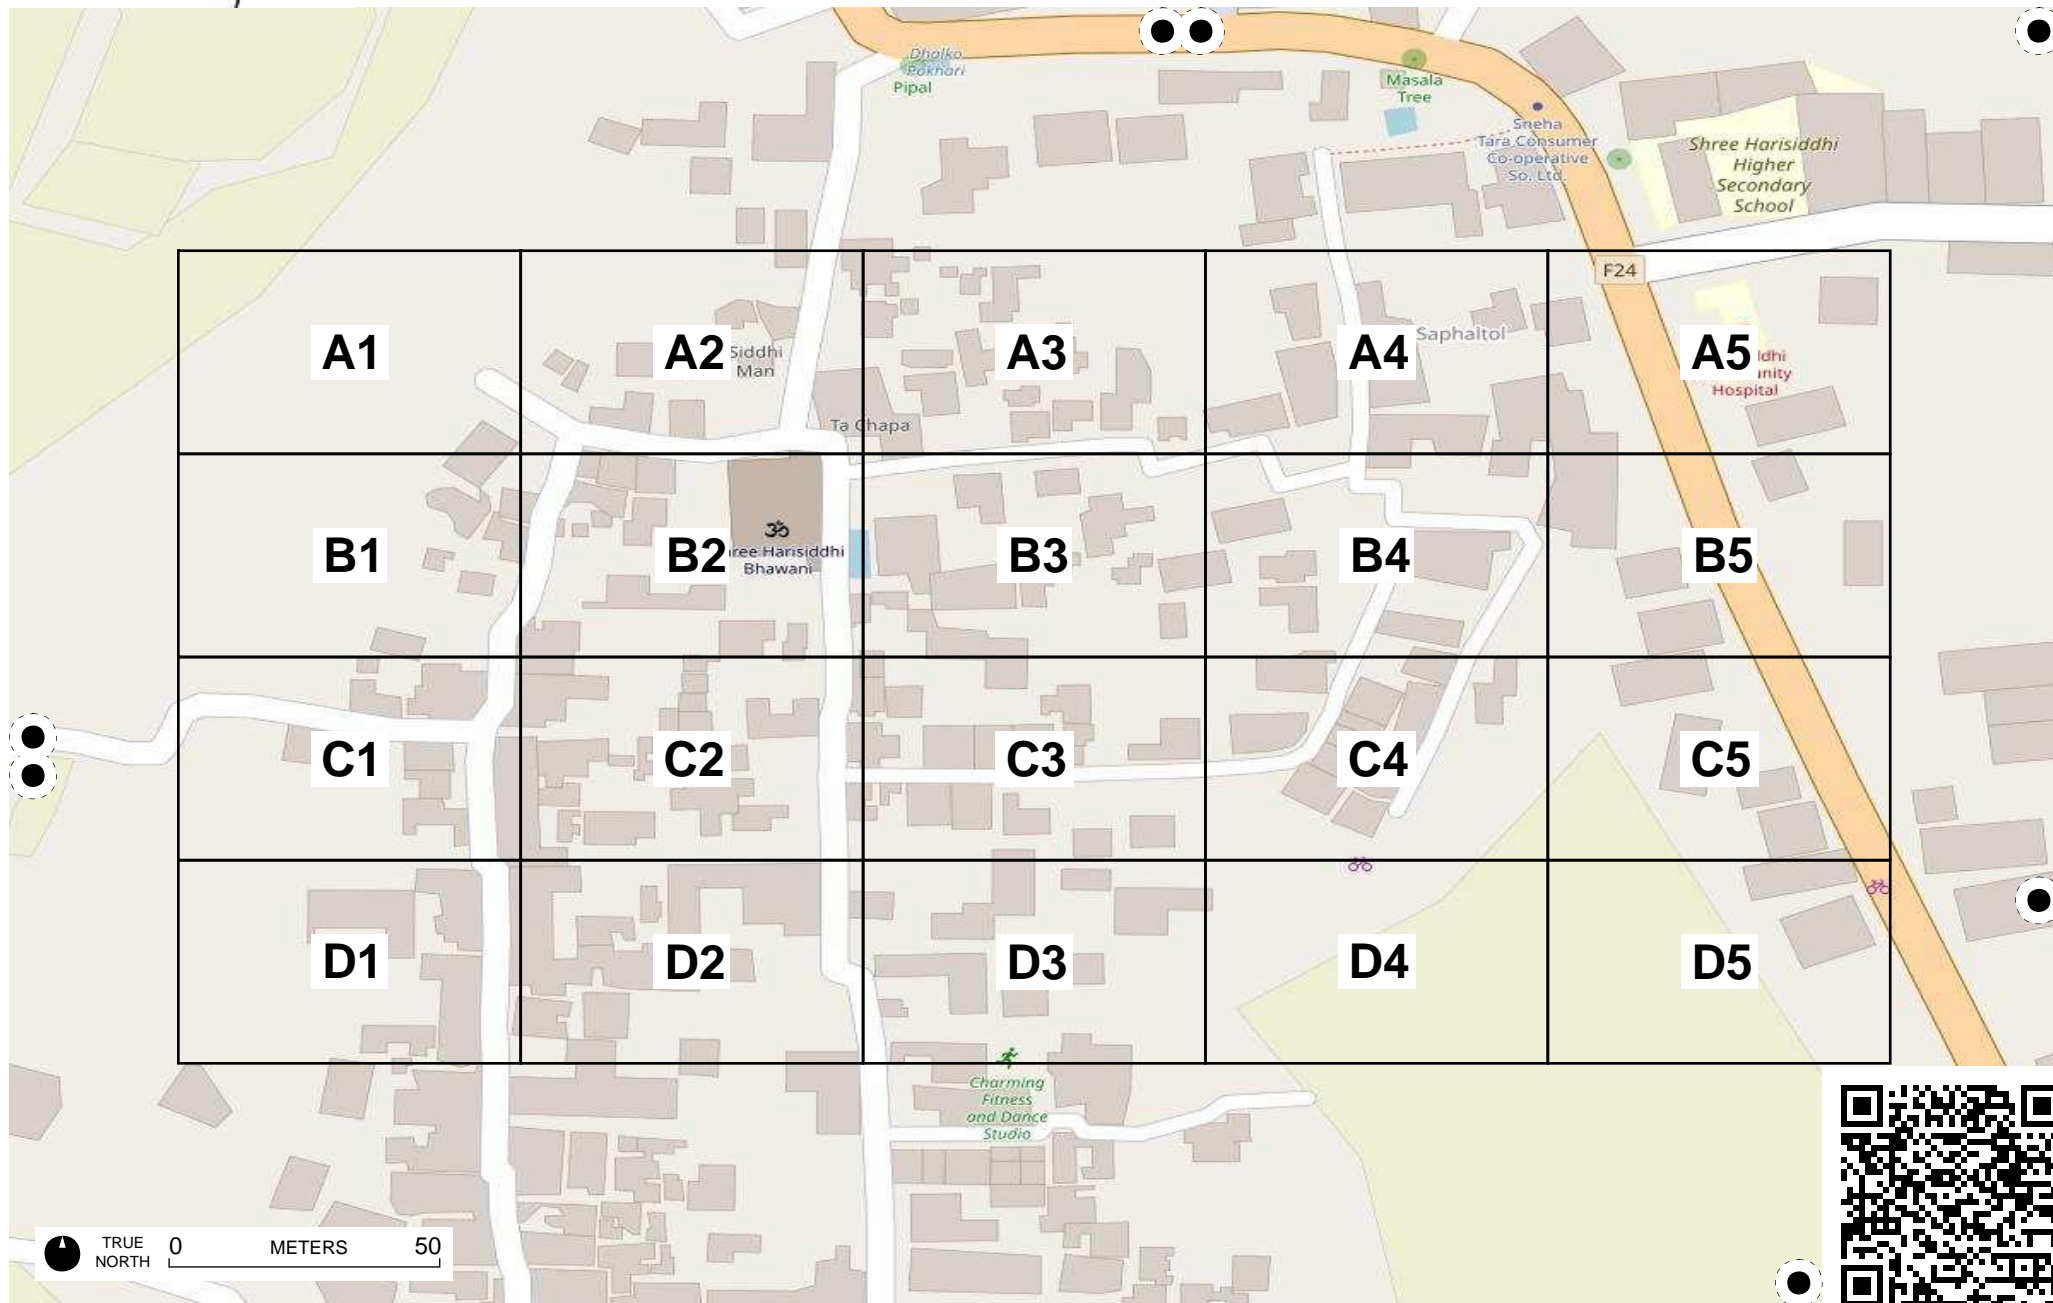 Dhalko
Pokhari
Pipal
Masala
Tree
Sneha
Tara Consumer
Co-operative
So. Ltd.
Shree Harisiddhi
Higher
Secondary
School
F24
A1
A2
Siddhi
Man
A3
A4
Saphaltol
A5
Hospital
Ta Chapa
B1
B2
ॐ
ree Harisiddhi
Bhawani
B3
B4
B5
C1
C2
C3
C4
C5
D1
D2
D3
D4
D5
Charming
Fitness
and Dance
Studio
TRUE
NORTH
0 METERS 50